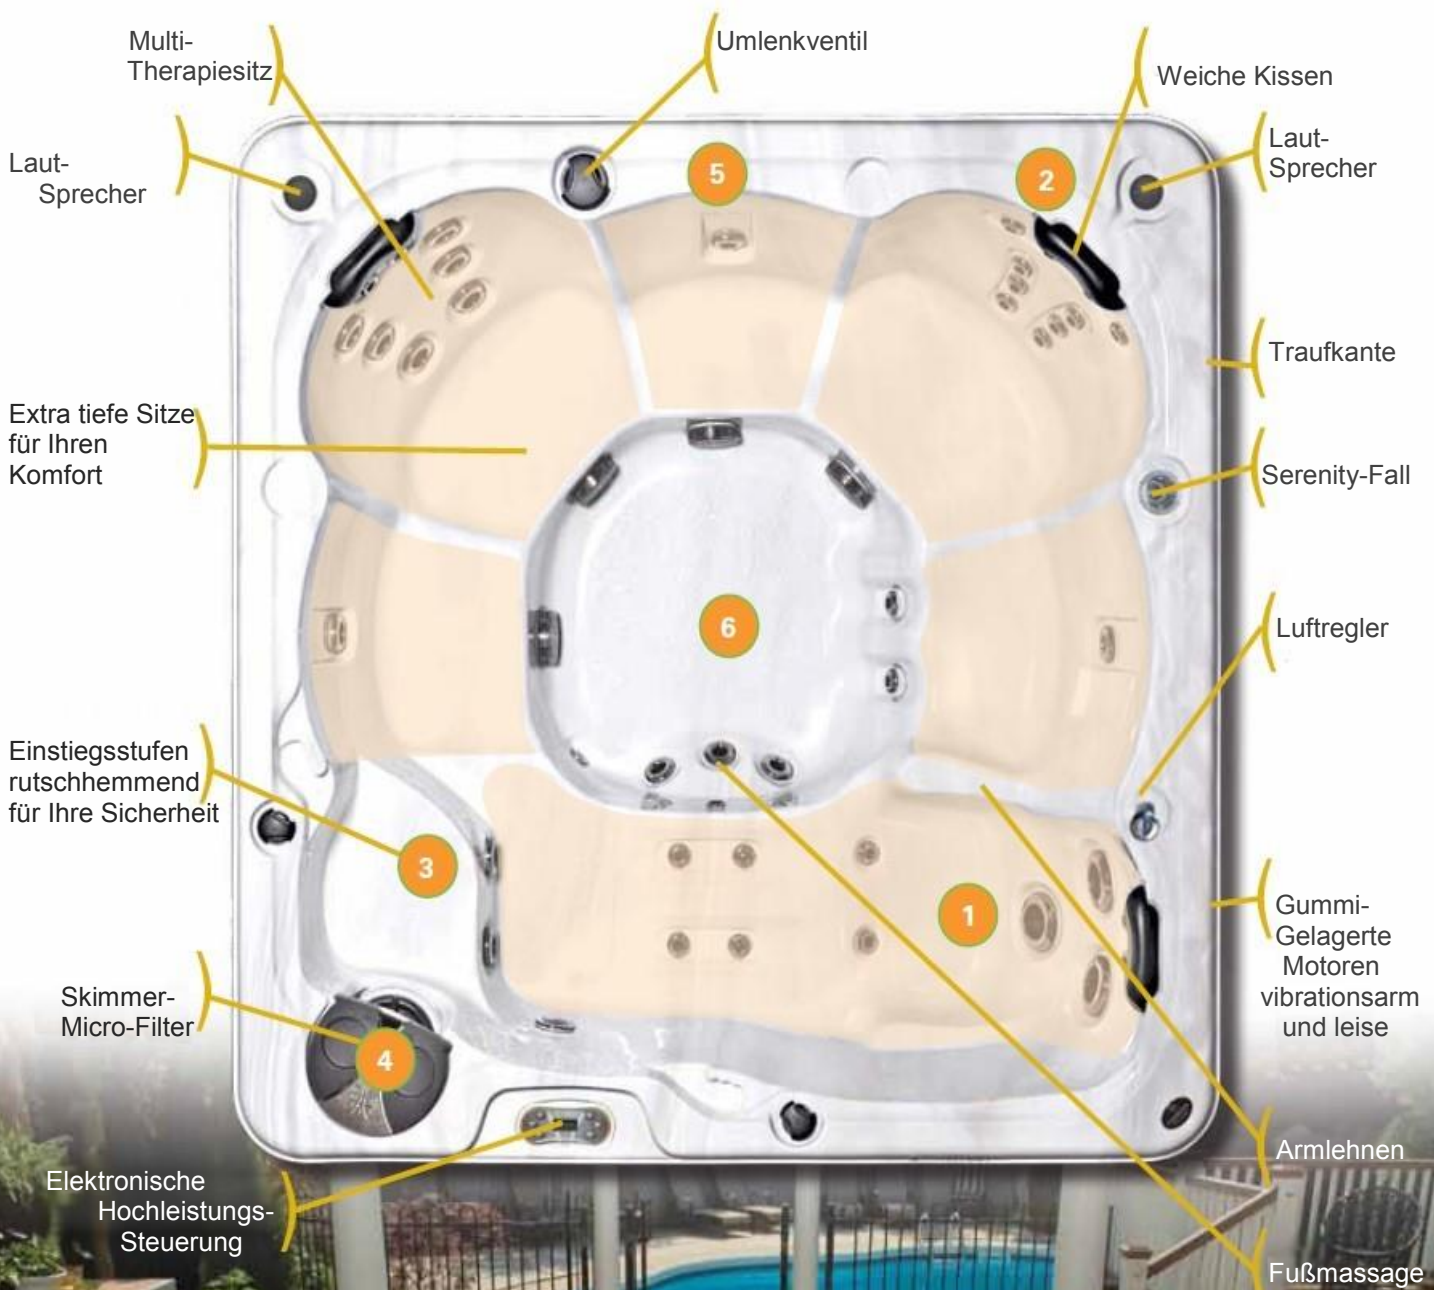 Multi-
Therapiesitz
Umlenkventil
Weiche Kissen
Laut-
Sprecher
Laut-
Sprecher
5
2
Traufkante
Extra tiefe Sitze
für Ihren
Komfort
Serenity-Fall
6
Luftregler
Einstiegsstufen
rutschhemmend
für Ihre Sicherheit
3
1
Gummi-
Gelagerte
Motoren
vibrationsarm
und leise
Skimmer-
Micro-Filter
4
Armlehnen
Elektronische
Hochleistungs-
Steuerung
Fußmassage